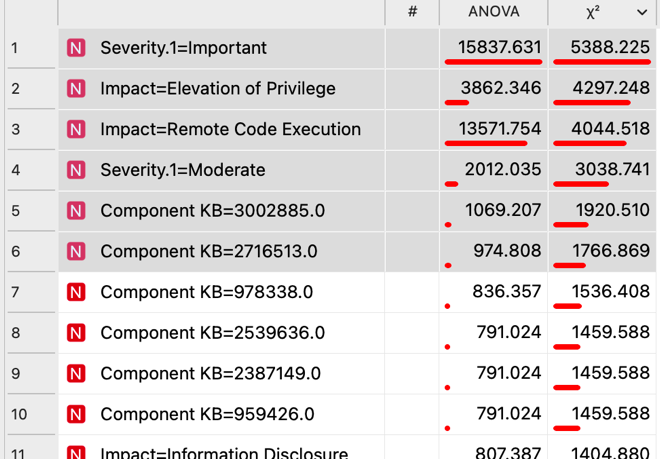 # ANOVA χ²
1 N Severity.1=Important 15837.631 5388.225
2 N Impact=Elevation of Privilege 3862.346 4297.248
3 N Impact=Remote Code Execution 13571.754 4044.518
4 N Severity.1=Moderate 2012.035 3038.741
5 N Component KB=3002885.0 1069.207 1920.510
6 N Component KB=2716513.0 974.808 1766.869
7 N Component KB=978338.0 836.357 1536.408
8 N Component KB=2539636.0 791.024 1459.588
9 N Component KB=2387149.0 791.024 1459.588
10 N Component KB=959426.0 791.024 1459.588
11 N Impact=Information Disclosure 807.387 1404.880